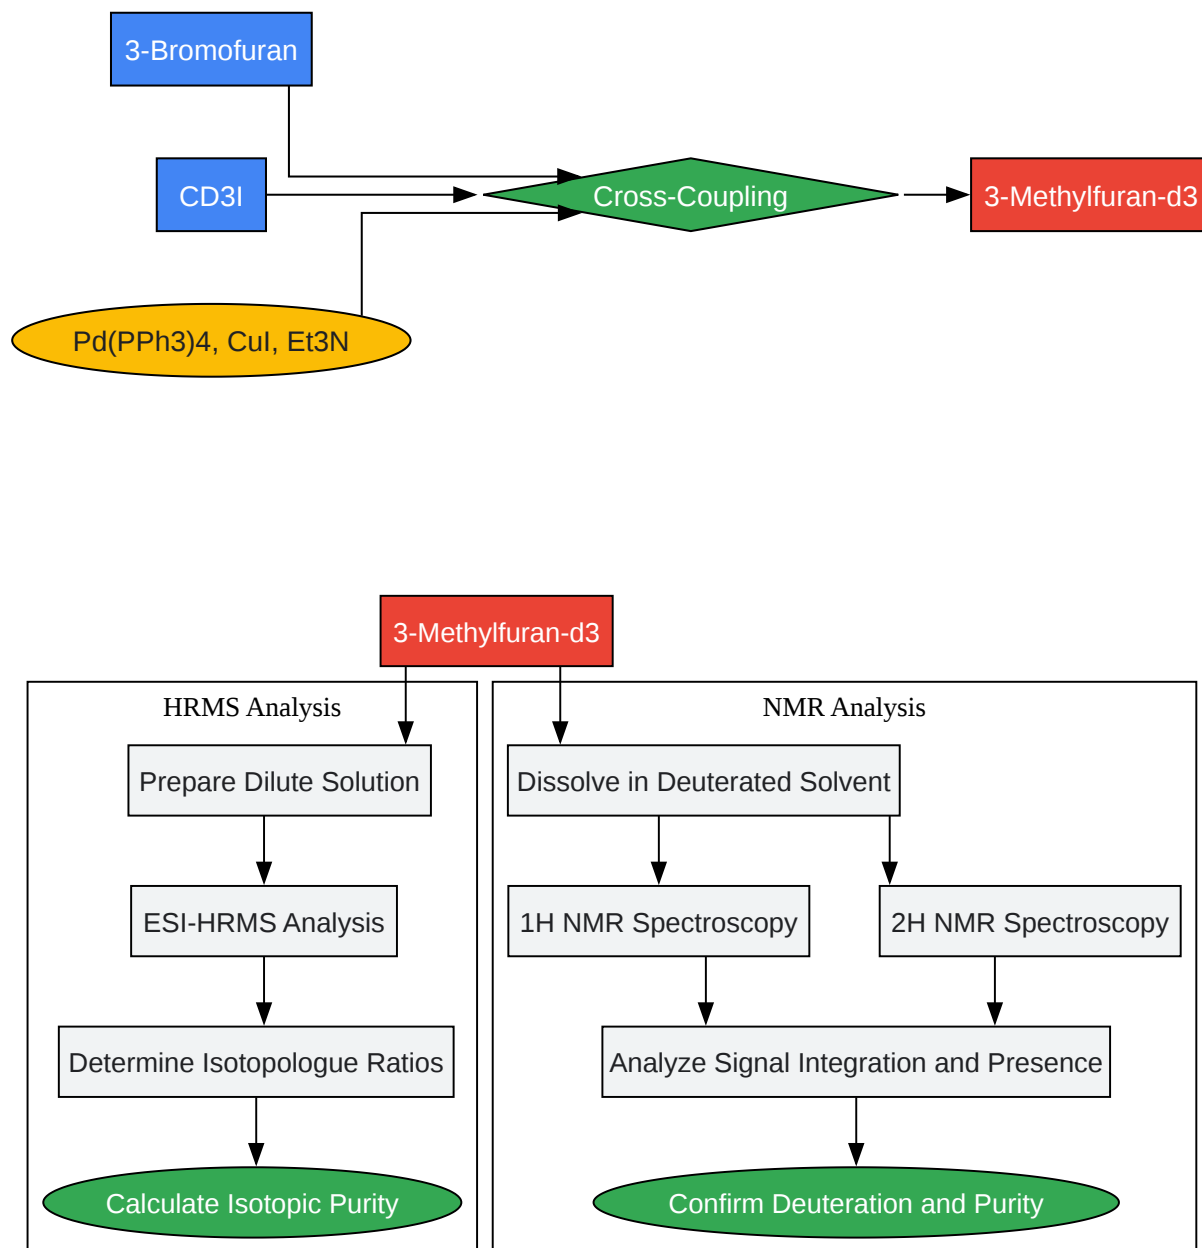 3-Bromofuran
CD3I
Cross-Coupling
3-Methylfuran-d3
Pd(PPh3)4, CuI, Et3N
3-Methylfuran-d3
HRMS Analysis
NMR Analysis
Prepare Dilute Solution
Dissolve in Deuterated Solvent
ESI-HRMS Analysis
1H NMR Spectroscopy
2H NMR Spectroscopy
Determine Isotopologue Ratios
Analyze Signal Integration and Presence
Calculate Isotopic Purity
Confirm Deuteration and Purity